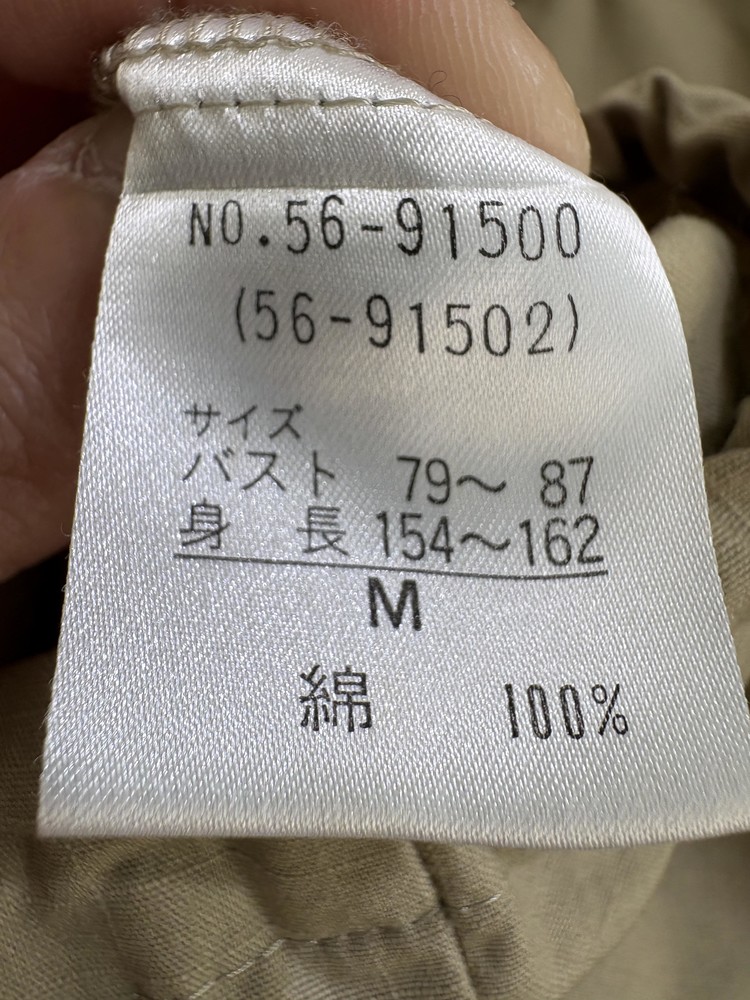 NO.56-91500
(56-91502)
サイズ
バスト 79～ 87
身 長 154～162
M
綿 100%